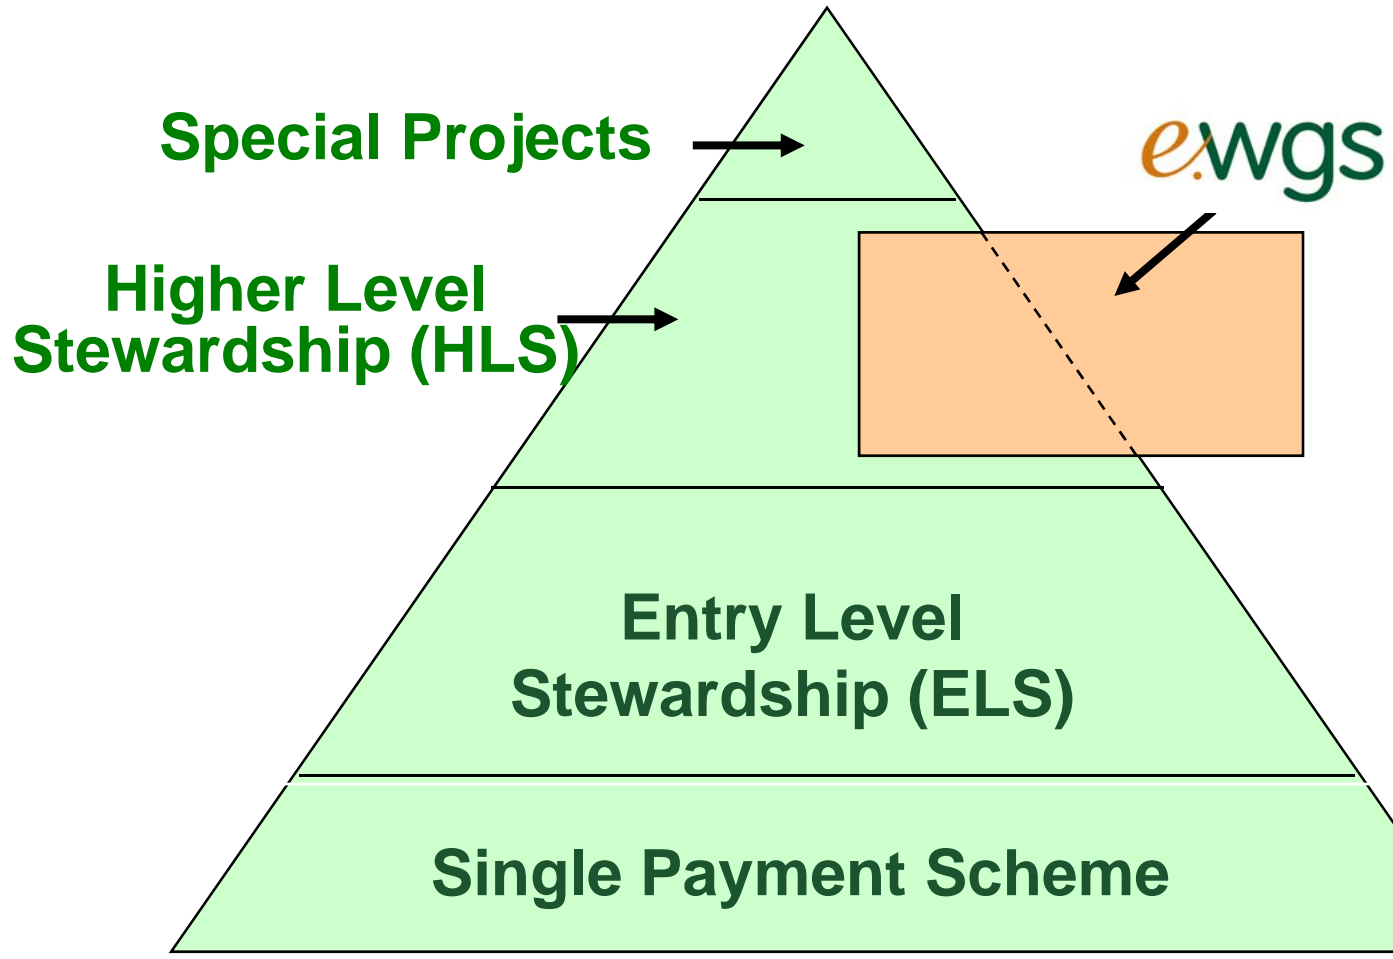 Special Projects
e.wgs
Higher Level
Stewardship (HLS)
Entry Level
Stewardship (ELS)
Single Payment Scheme